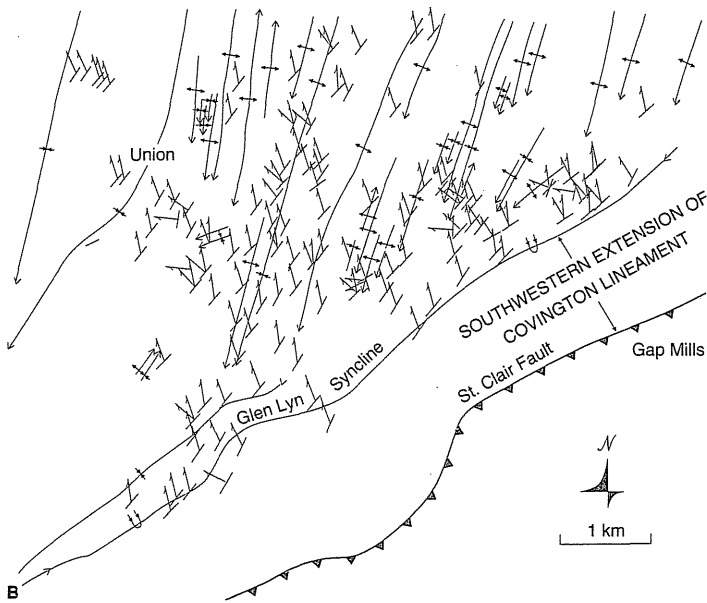 Union
SOUTHWESTERN EXTENSION OF
COVINGTON LINEAMENT
Gap Mills
St. Clair Fault
Glen Lyn Syncline
N
1 km
B